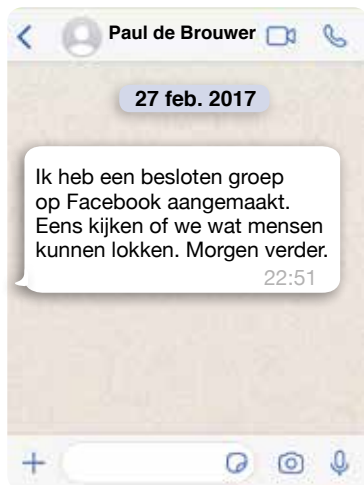 Paul de Brouwer
27 feb. 2017
Ik heb een besloten groep
op Facebook aangemaakt.
Eens kijken of we wat mensen
kunnen lokken. Morgen verder.
22:51